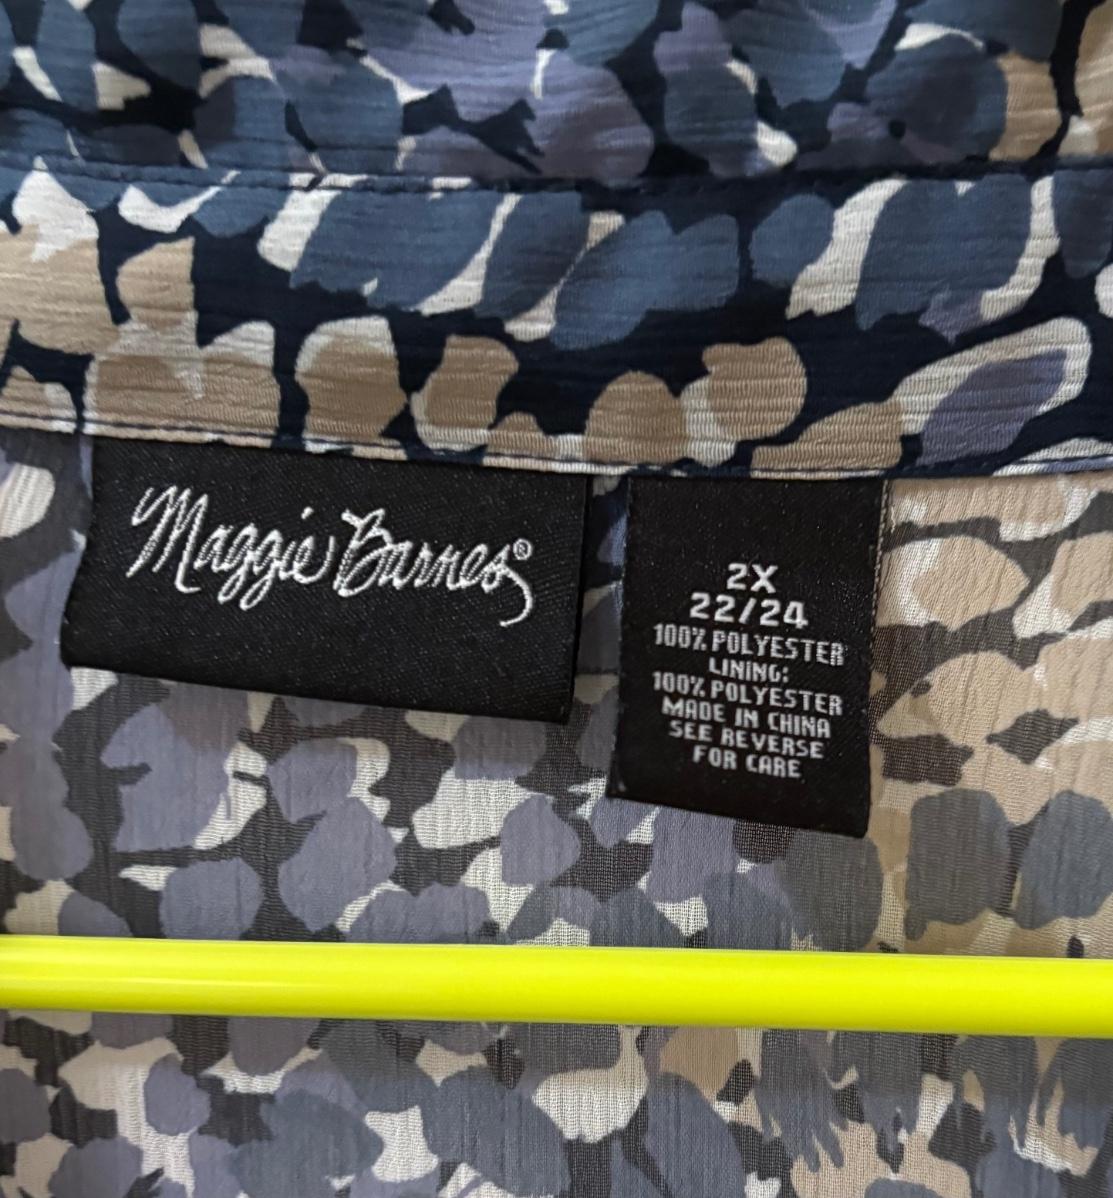 Maggie Barnes®
2X
22/24
100% POLYESTER
LINING:
100% POLYESTER
MADE IN CHINA
SEE REVERSE
FOR CARE